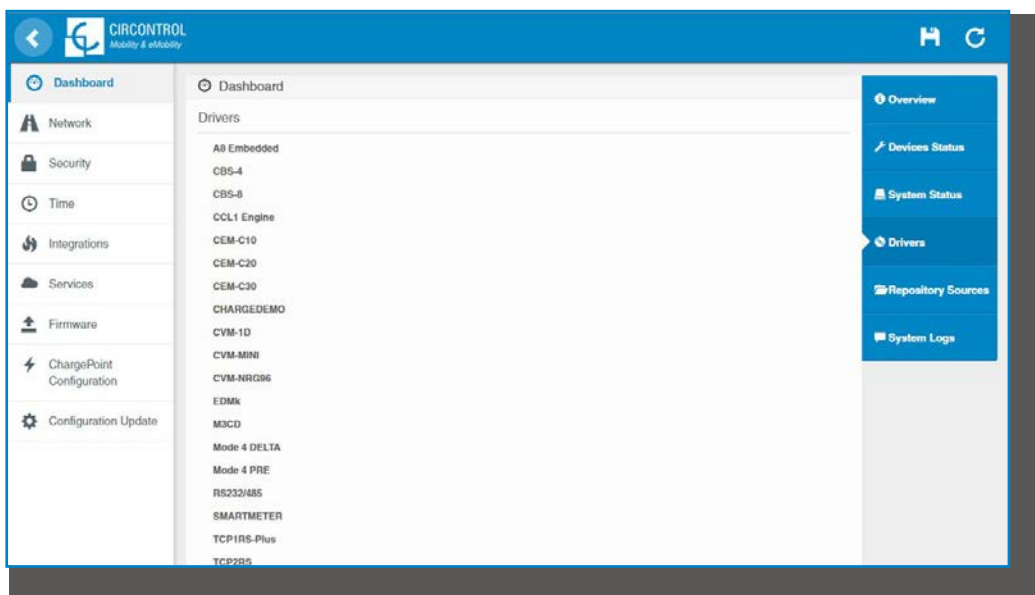 CIRCONTROL
Mobility & eMobility
Dashboard
Network
Security
Time
Integrations
Services
Firmware
ChargePoint
Configuration
Configuration Update
Dashboard
Drivers
A8 Embedded
CBS-4
CBS-8
CCL1 Engine
CEM-C10
CEM-C20
CEM-C30
CHARGEDEMO
CVM-1D
CVM-MINI
CVM-NRG96
EDMk
M3CD
Mode 4 DELTA
Mode 4 PRE
RS232/485
SMARTMETER
TCP1RS-Plus
TCP2RS
Overview
Devices Status
System Status
Drivers
Repository Sources
System Logs